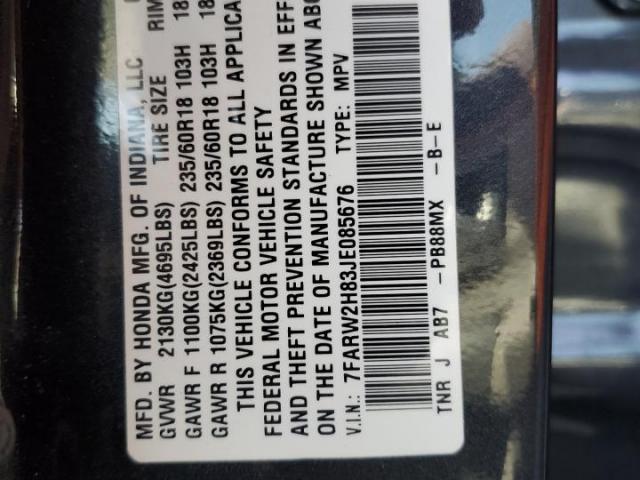 MFD. BY HONDA MFG. OF INDIANA, LLC
GVWR 2130KG(4695LBS) TIRE SIZE RIM
GAWR F 1100KG(2425LBS) 235/60R18 103H 18
GAWR R 1075KG(2369LBS) 235/60R18 103H 18
THIS VEHICLE CONFORMS TO ALL APPLICA
FEDERAL MOTOR VEHICLE SAFETY
AND THEFT PREVENTION STANDARDS IN EFF
ON THE DATE OF MANUFACTURE SHOWN ABO
V.I.N.: 7FARW2H83JE085676 TYPE: MPV
TNR J AB7 -PB88MX -B-E